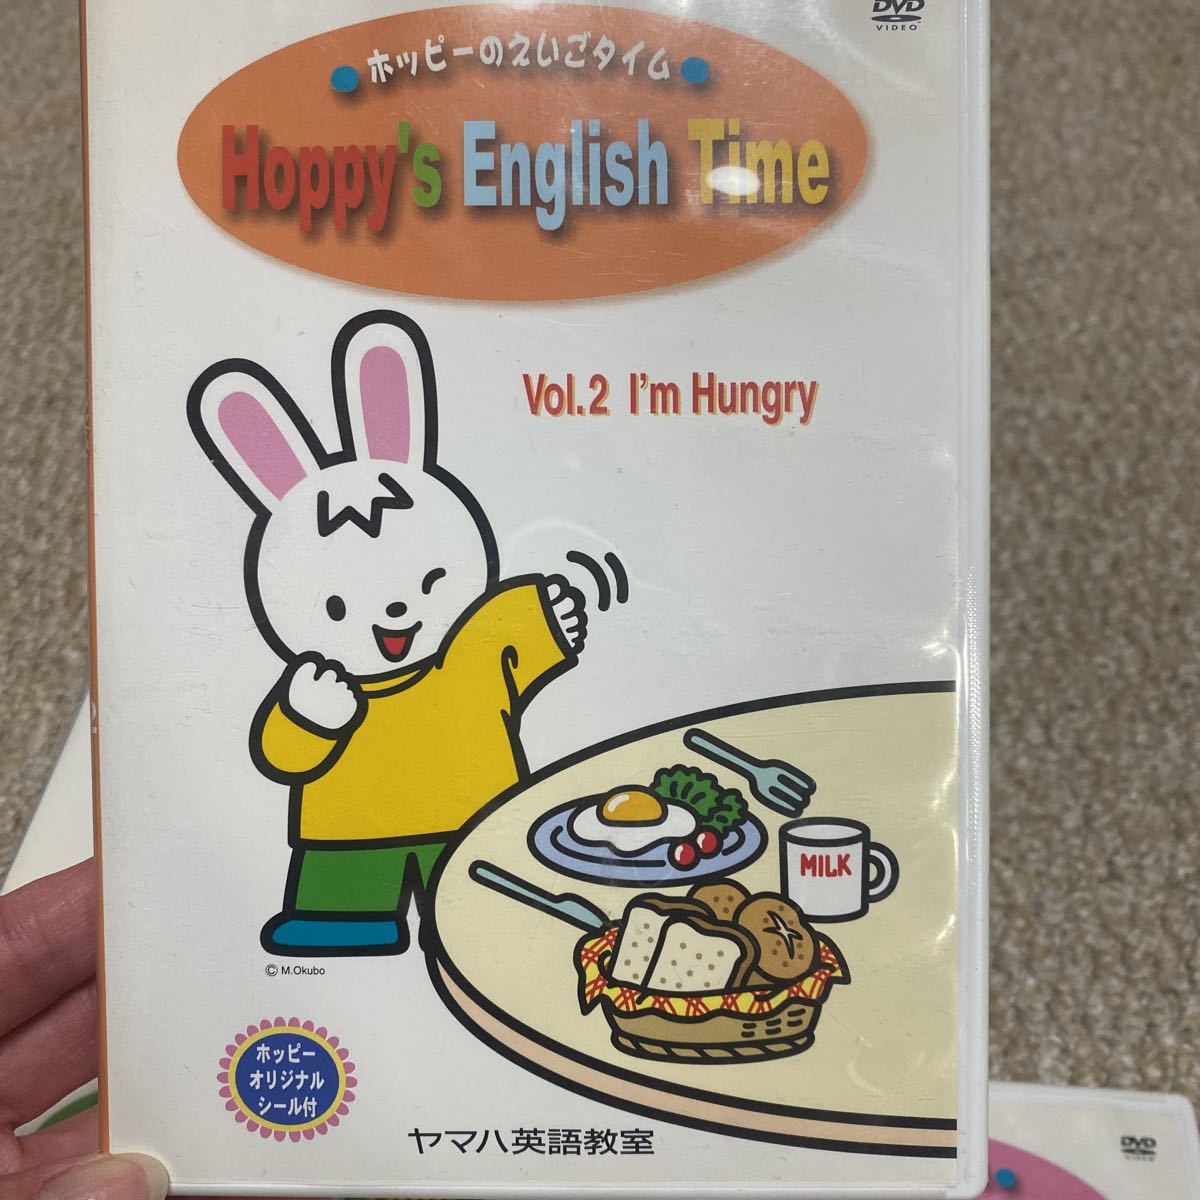 DVD
VIDEO
ホッピーのえいごタイム
Hoppy's English Time
Vol.2 I'm Hungry
MILK
© M.Okubo
ホッピー
オリジナル
シール付
ヤマハ英語教室
DVD
VIDEO